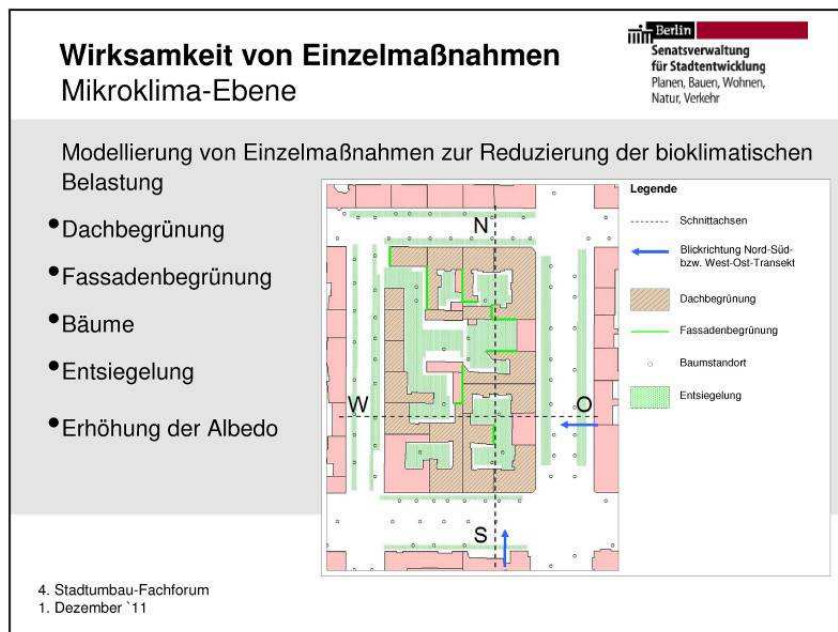 Wirksamkeit von Einzelmaßnahmen
Mikroklima-Ebene
Berlin
Senatsverwaltung
für Stadtentwicklung
Planen, Bauen, Wohnen,
Natur, Verkehr
Modellierung von Einzelmaßnahmen zur Reduzierung der bioklimatischen
Belastung
•Dachbegrünung
•Fassadenbegrünung
•Bäume
•Entsiegelung
•Erhöhung der Albedo
N
W
O
S
Legende
Schnittachsen
Blickrichtung Nord-Süd-
bzw. West-Ost-Transekt
Dachbegrünung
Fassadenbegrünung
Baumstandort
Entsiegelung
4. Stadtumbau-Fachforum
1. Dezember `11